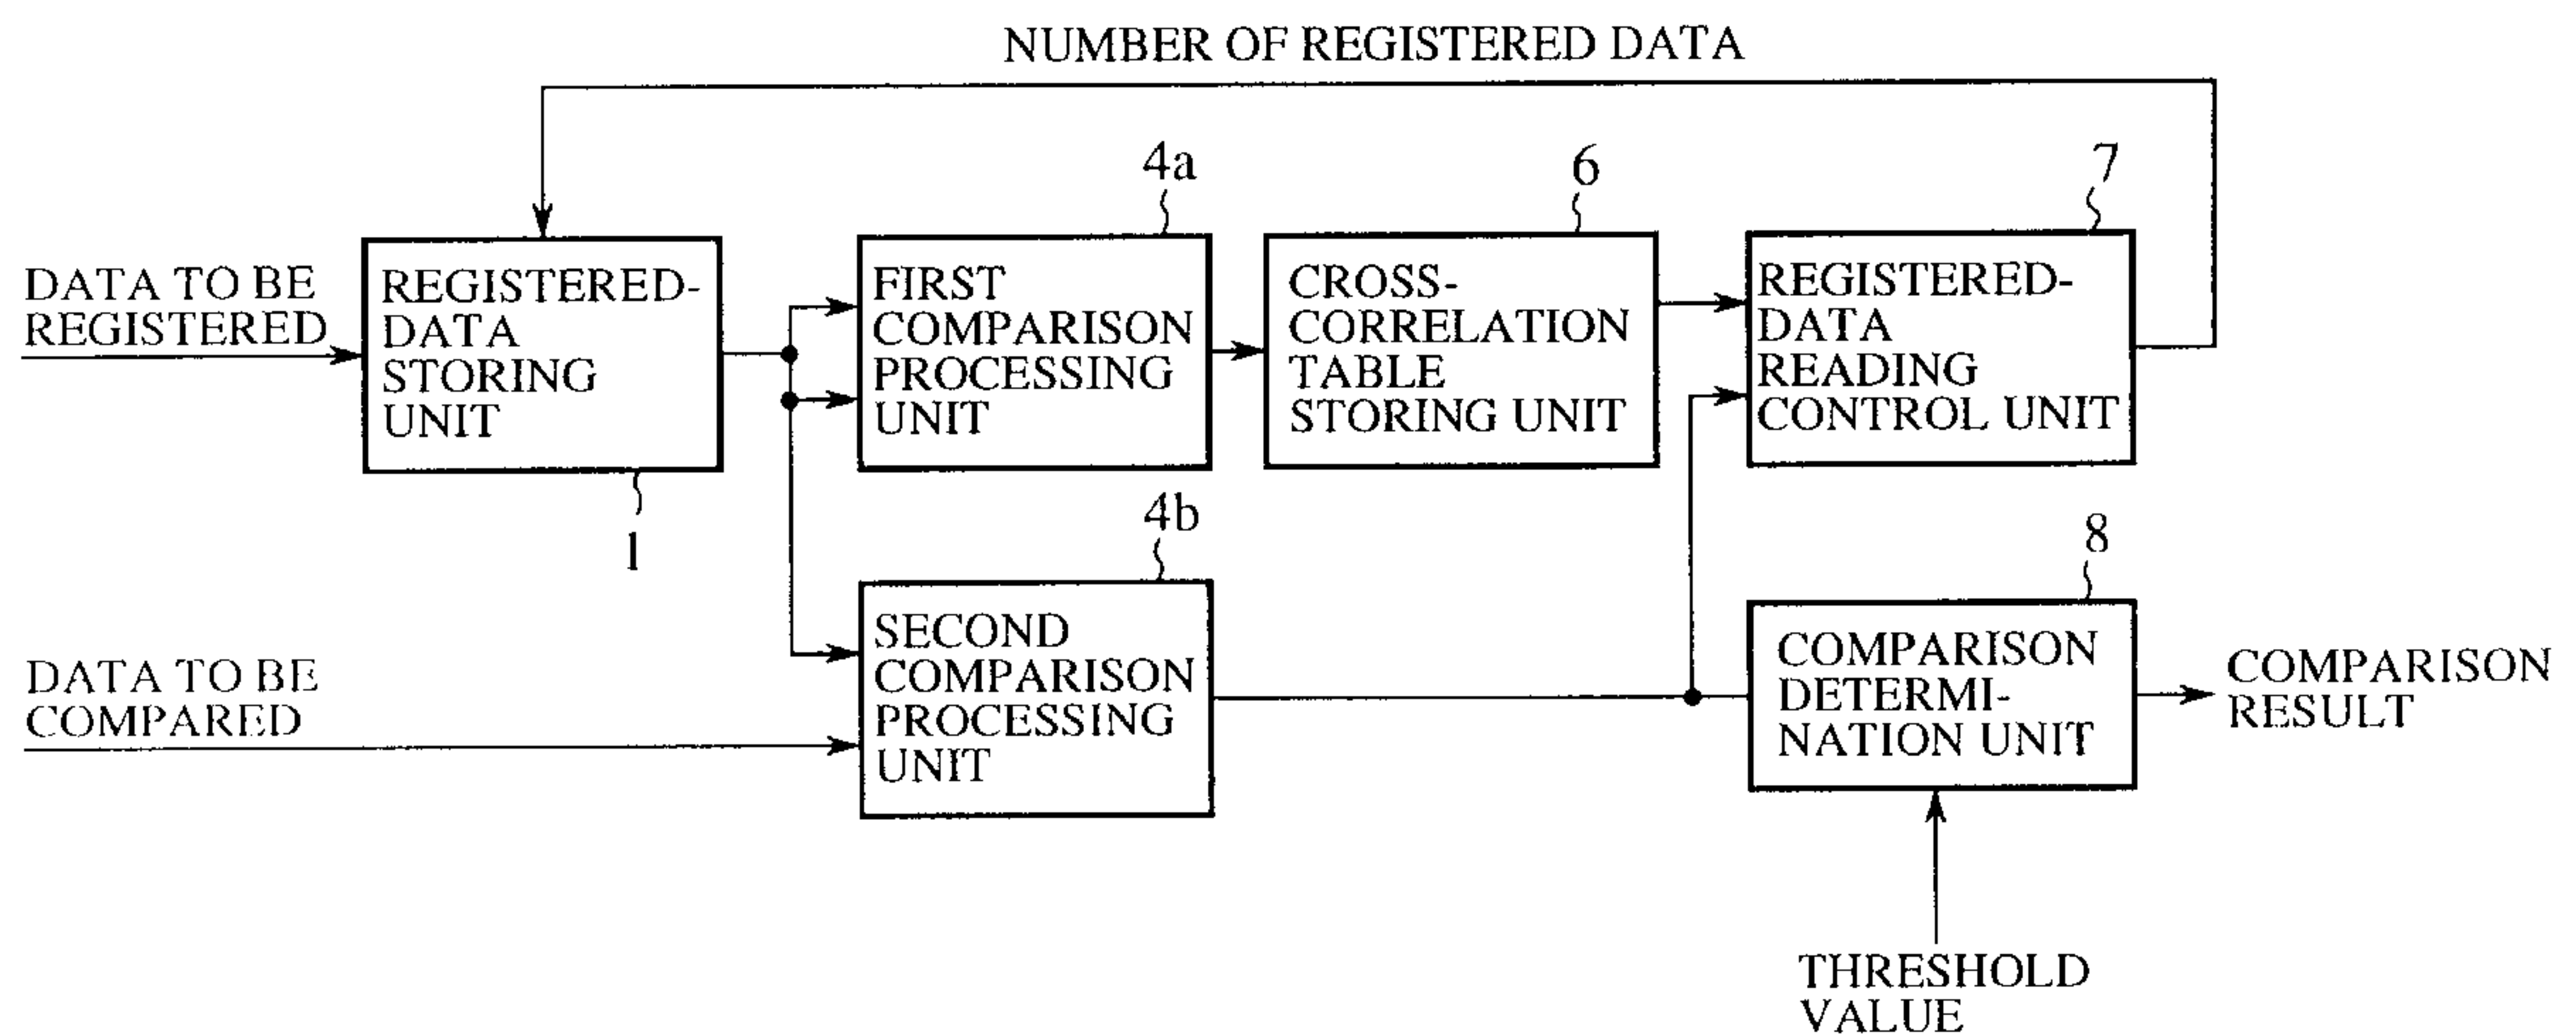 NUMBER OF REGISTERED DATA
4a
6
7
DATA TO BE
REGISTERED
REGISTERED-
DATA
STORING
UNIT
FIRST
COMPARISON
PROCESSING
UNIT
CROSS-
CORRELATION
TABLE
STORING UNIT
REGISTERED-
DATA
READING
CONTROL UNIT
1
4b
8
DATA TO BE
COMPARED
SECOND
COMPARISON
PROCESSING
UNIT
COMPARISON
DETERMI-
NATION UNIT
COMPARISON
RESULT
THRESHOLD
VALUE